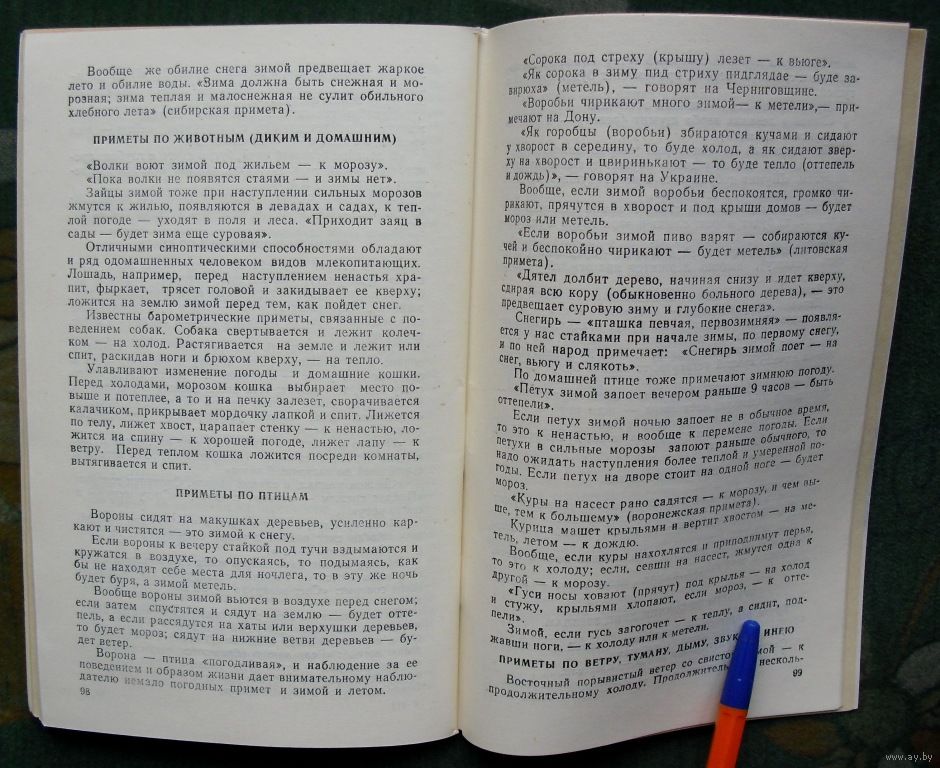 Вообще же обилие снега зимой предвещает жаркое
лето и обилие воды. «Зима должна быть снежная и мо-
розная; зима теплая и малоснежная не сулит обильного
хлебного лета» (сибирская примета).
ПРИМЕТЫ ПО ЖИВОТНЫМ (ДИКИМ И ДОМАШНИМ)
«Волки воют зимой под жильем — к морозу».
«Пока волки не появятся стаями — и зимы нет».
Зайцы зимой тоже при наступлении сильных морозов
жмутся к жилью, появляются в левадах и садах, к теп-
лой погоде — уходят в поля и леса. «Приходит заяц в
сады — будет зима еще суровая».
Отличными синоптическими способностями обладают
и ряд одомашненных человеком видов млекопитающих.
Лошадь, например, перед наступлением ненастья хра-
пит, фыркает, трясет головой и закидывает ее кверху;
ложится на землю зимой перед тем, как пойдет снег.
Известны барометрические приметы, связанные с по-
ведением собак. Собака свертывается и лежит колеч-
ком — на холод. Растягивается на земле и лежит или
спит, раскидав ноги и брюхом кверху, — на тепло.
Улавливают изменение погоды и домашние кошки.
Перед холодами, морозом кошка выбирает место по-
выше и потеплее, а то и на печку залезет, сворачивается
калачиком, прикрывает мордочку лапкой и спит. Лижется
по телу, лижет хвост, царапает стенку — к ненастью, ло-
жится на спину — к хорошей погоде, лижет лапу — к
ветру. Перед теплом кошка ложится посреди комнаты,
вытягивается и спит.
ПРИМЕТЫ ПО ПТИЦАМ
Вороны сидят на макушках деревьев, усиленно кар-
кают и чистятся — это зимой к снегу.
Если вороны к вечеру стайкой под тучи вздымаются и
кружатся в воздухе, то опускаясь, то подымаясь, как
бы не находят себе места для ночлега, то в эту же ночь
будет буря, а зимой метель.
Вообще вороны зимой вьются в воздухе перед снегом;
если затем спустятся и сядут на землю — будет отте-
пель, а если рассядутся на хаты или верхушки деревьев,
то будет мороз; сядут на нижние ветви деревьев — бу-
дет ветер.
Ворона — птица «погодливая», и наблюдение за ее
поведением и образом жизни дает внимательному наблю-
дателю немало погодных примет и зимой и летом.
98
«Сорока под стреху (крышу) лезет — к вьюге».
«Як сорока в зиму пид стриху пидглядае — буде за-
вирюха» (метель), — говорят на Черниговщине.
«Воробьи чирикают много зимой— к метели»,— при-
мечают на Дону.
«Як горобцы (воробьи) збираются кучами и сидают
у хворост в середину, то буде холод, а як сидают звер-
ху на хворост и цвиринькают — то буде тепло (оттепель
и дождь)», — говорят на Украине.
Вообще, если зимой воробьи беспокоятся, громко чи-
рикают, прячутся в хворост и под крыши домов — будет
мороз или метель.
«Если воробьи зимой пиво варят — собираются ку-
чей и беспокойно чирикают — будет метель» (литовская
примета).
«Дятел долбит дерево, начиная снизу и идет кверху,
сдирая всю кору (обыкновенно больного дерева), — это
предвещает суровую зиму и глубокие снега».
Снегирь — «пташка певчая, первозимняя» — появля-
ется у нас стайками при начале зимы, по первому снегу,
и по ней народ примечает: «Снегирь зимой поет — на
снег, вьюгу и слякоть».
По домашней птице тоже примечают зимнюю погоду.
«Петух зимой запоет вечером раньше 9 часов — быть
оттепели».
Если петух зимой ночью запоет не в обычное время,
то это к ненастью, и вообще к перемене погоды. Если
петухи в сильные морозы запоют раньше обычного, то
надо ожидать наступления более теплой и умеренной по-
годы. Если петух на дворе стоит на одной ноге — будет
мороз.
«Куры на насест рано садятся — к морозу, и чем вы-
ше, тем к большему» (воронежская примета).
Курица машет крыльями и вертит хвостом — на ме-
тель, летом — к дождю.
Вообще, если куры нахохлятся и приподнимут перья,
то это к холоду; если, севши на насест, жмутся одна к
другой — к морозу.
«Гуси носы ховают (прячут) под крылья — на холод
и стужу, крыльями хлопают, если мороз, — к отте-
пели».
Зимой, если гусь загогочет — к теплу, а сидит, под-
жавши ноги, — к холоду или к метели.
ПРИМЕТЫ ПО ВЕТРУ, ТУМАНУ, ДЫМУ, ИНЕЮ
Восточный порывистый ветер со свистом — к
продолжительному холоду. несколь-
99
www.ay.by